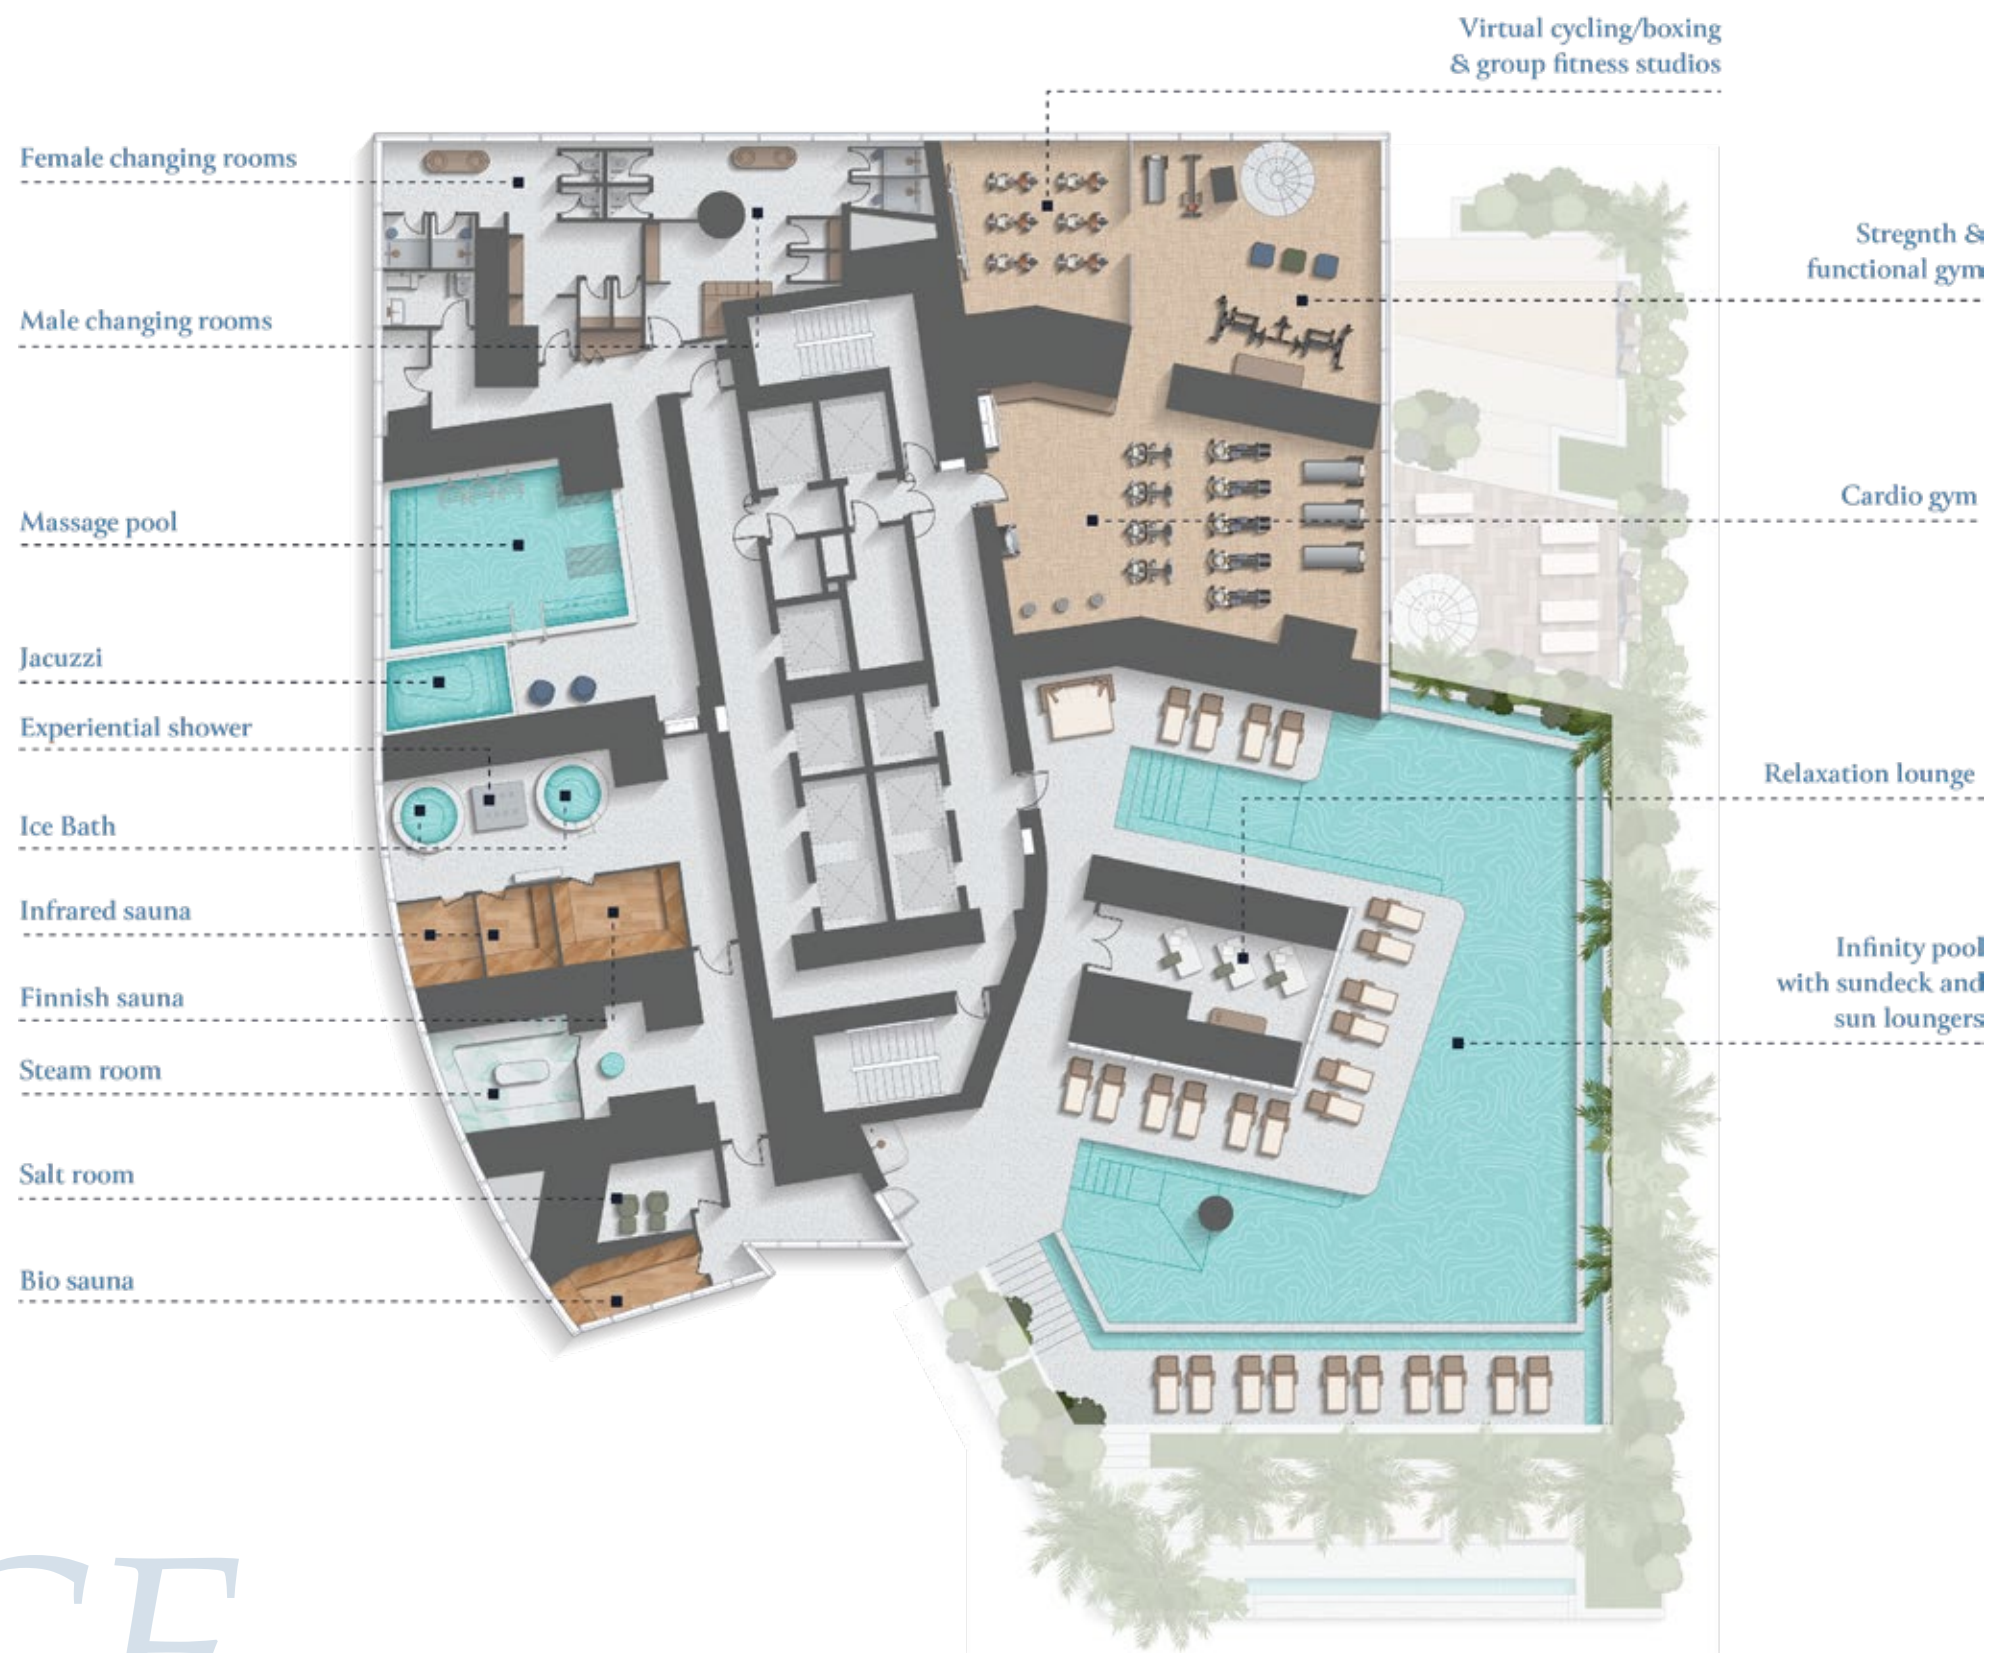 Virtual cycling/boxing
& group fitness studios
Female changing rooms
Stregnth &
functional gym
Male changing rooms
Cardio gym
Massage pool
Jacuzzi
Experiential shower
Relaxation lounge
Ice Bath
Infrared sauna
Infinity pool
with sundeck and
sun loungers
Finnish sauna
Steam room
Salt room
Bio sauna